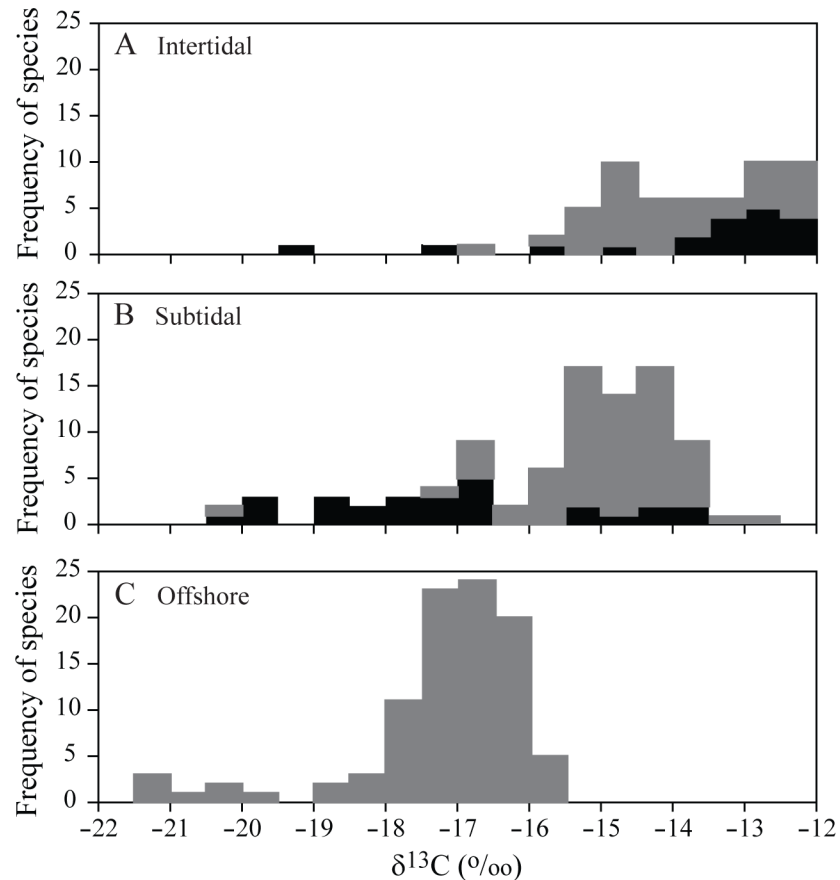 A Intertidal
Frequency of species
25
20
15
10
5
0
B Subtidal
Frequency of species
25
20
15
10
5
0
C Offshore
Frequency of species
25
20
15
10
5
0
–22 –21 –20 –19 –18 –17 –16 –15 –14 –13 –12
δ¹³C (º/oo)